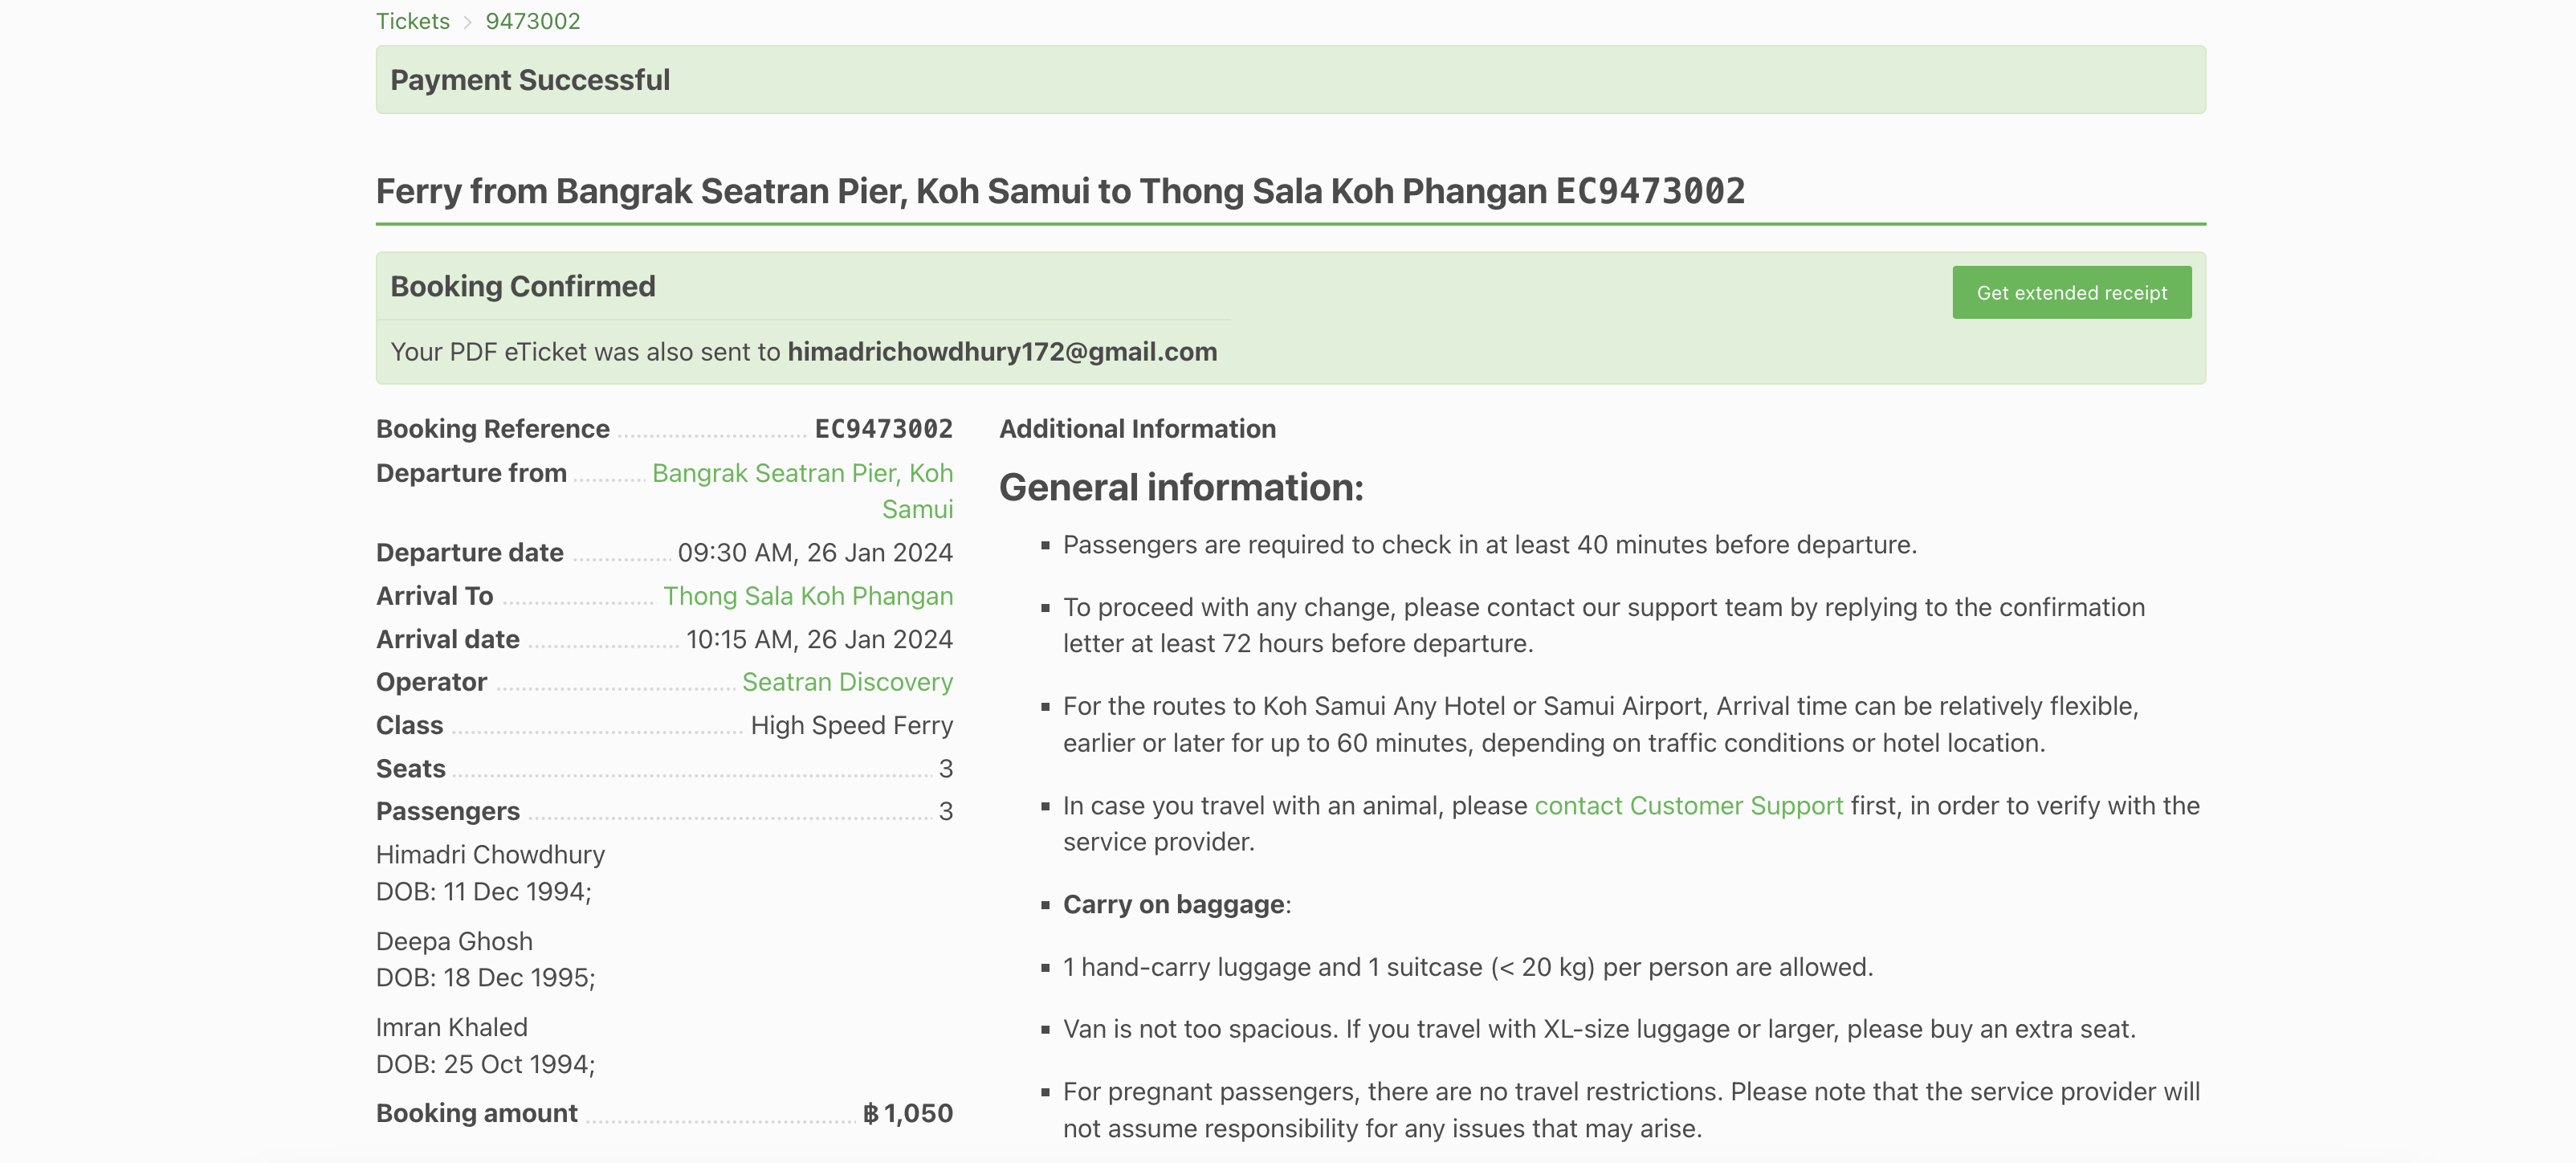 Tickets > 9473002
Payment Successful
Ferry from Bangrak Seatran Pier, Koh Samui to Thong Sala Koh Phangan EC9473002
Booking Confirmed
Get extended receipt
Your PDF eTicket was also sent to himadrichowdhury172@gmail.com
Booking Reference EC9473002
Departure from Bangrak Seatran Pier, Koh
Samui
Departure date 09:30 AM, 26 Jan 2024
Arrival To Thong Sala Koh Phangan
Arrival date 10:15 AM, 26 Jan 2024
Operator Seatran Discovery
Class High Speed Ferry
Seats 3
Passengers 3
Himadri Chowdhury
DOB: 11 Dec 1994;
Deepa Ghosh
DOB: 18 Dec 1995;
Imran Khaled
DOB: 25 Oct 1994;
Booking amount ฿ 1,050
Additional Information
General information:
Passengers are required to check in at least 40 minutes before departure.
To proceed with any change, please contact our support team by replying to the confirmation
letter at least 72 hours before departure.
For the routes to Koh Samui Any Hotel or Samui Airport, Arrival time can be relatively flexible,
earlier or later for up to 60 minutes, depending on traffic conditions or hotel location.
In case you travel with an animal, please contact Customer Support first, in order to verify with the
service provider.
Carry on baggage:
1 hand-carry luggage and 1 suitcase (< 20 kg) per person are allowed.
Van is not too spacious. If you travel with XL-size luggage or larger, please buy an extra seat.
For pregnant passengers, there are no travel restrictions. Please note that the service provider will
not assume responsibility for any issues that may arise.